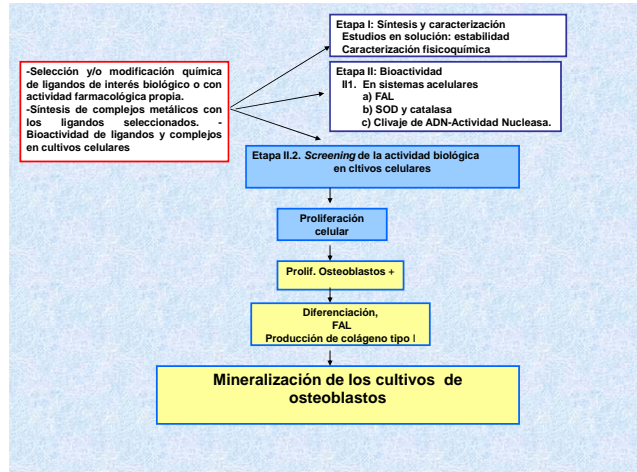 -Selección y/o modificación química
de ligandos de interés biológico o con
actividad farmacológica propia.
-Síntesis de complejos metálicos con
los ligandos seleccionados. -
Bioactividad de ligandos y complejos
en cultivos celulares
Etapa I: Síntesis y caracterización
Estudios en solución: estabilidad
Caracterización fisicoquímica
Etapa II: Bioactividad
II1. En sistemas acelulares
a) FAL
b) SOD y catalasa
c) Clivaje de ADN-Actividad Nucleasa.
Etapa II.2. Screening de la actividad biológica
en cltivos celulares
Proliferación
celular
Prolif. Osteoblastos +
Diferenciación,
FAL
Producción de colágeno tipo I
Mineralización de los cultivos de
osteoblastos